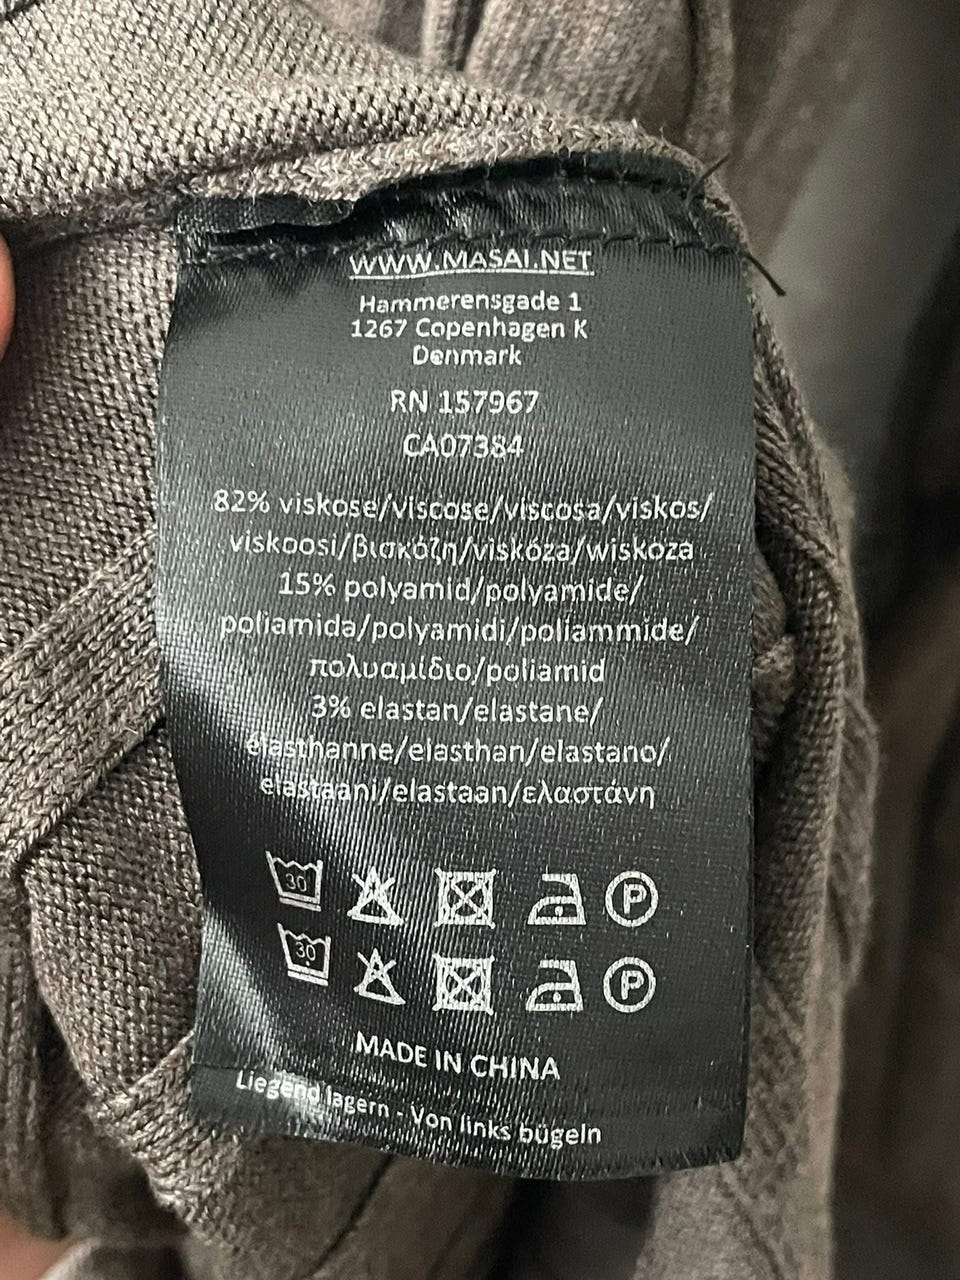 WWW.MASAI.NET
Hammerensgade 1
1267 Copenhagen K
Denmark
RN 157967
CA07384
82% viskose/viscose/viscosa/viskos/
viskoosi/βισκόζη/viskóza/wiskoza
15% polyamid/polyamide/
poliamida/polyamidi/poliammide/
πολυαμίδιο/poliamid
3% elastan/elastane/
élasthanne/elasthan/elastano/
elastaani/elastaan/ελαστάνη
30 P
30 P
MADE IN CHINA
Liegend lagern - Von links bügeln